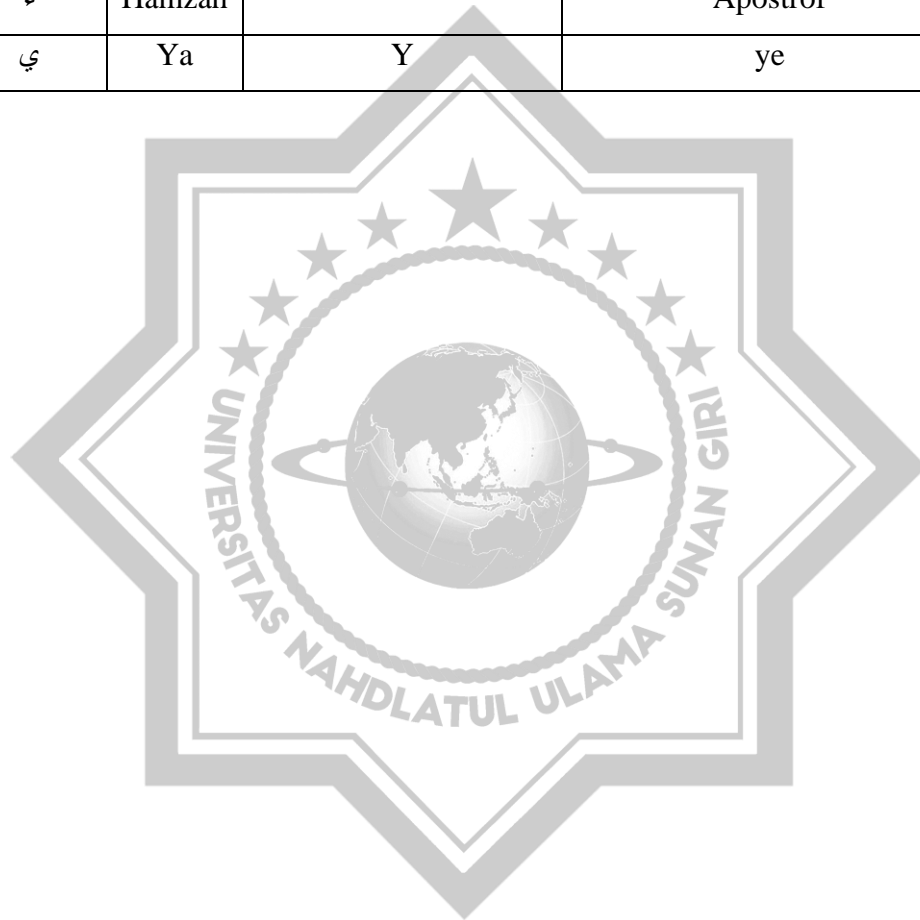 ء Hamzah Apostrof
ي Ya Y ye
UNIVERSITAS NAHDLATUL ULAMA SUNAN GIRI